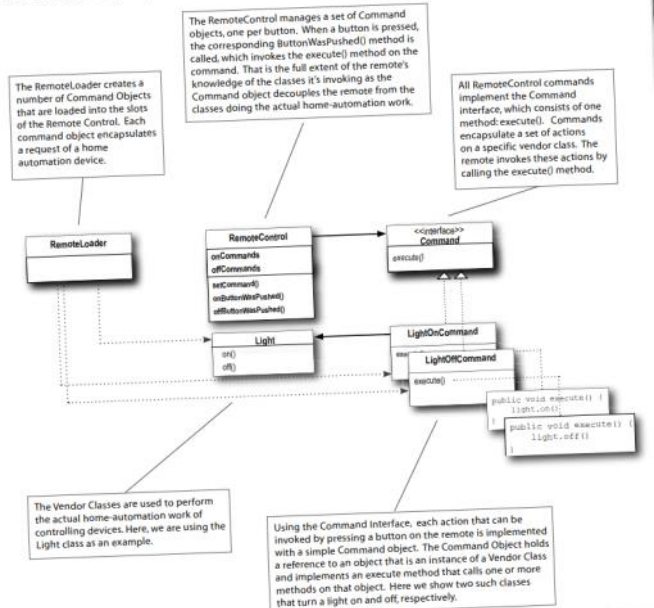 The RemoteControl manages a set of Command
objects, one per button. When a button is pressed,
the corresponding ButtonWasPushed() method is
called, which invokes the execute() method on the
command. That is the full extent of the remote's
knowledge of the classes it's invoking as the
Command object decouples the remote from the
classes doing the actual home-automation work.
The RemoteLoader creates a
number of Command Objects
that are loaded into the slots
of the Remote Control. Each
command object encapsulates
a request of a home
automation device.
All RemoteControl commands
implement the Command
interface, which consists of one
method: execute(). Commands
encapsulate a set of actions
on a specific vendor class. The
remote invokes these actions by
calling the execute() method.
RemoteLoader
RemoteControl
onCommands
offCommands
setCommand()
onButtonWasPushed()
offButtonWasPushed()
<<interface>>
Command
execute()
Light
on()
off()
LightOnCommand
LightOffCommand
execute()
public void execute() {
light.on()
}
public void execute() {
light.off()
}
The Vendor Classes are used to perform
the actual home-automation work of
controlling devices. Here, we are using the
Light class as an example.
Using the Command Interface, each action that can be
invoked by pressing a button on the remote is implemented
with a simple Command object. The Command Object holds
a reference to an object that is an instance of a Vendor Class
and implements an execute method that calls one or more
methods on that object. Here we show two such classes
that turn a light on and off, respectively.